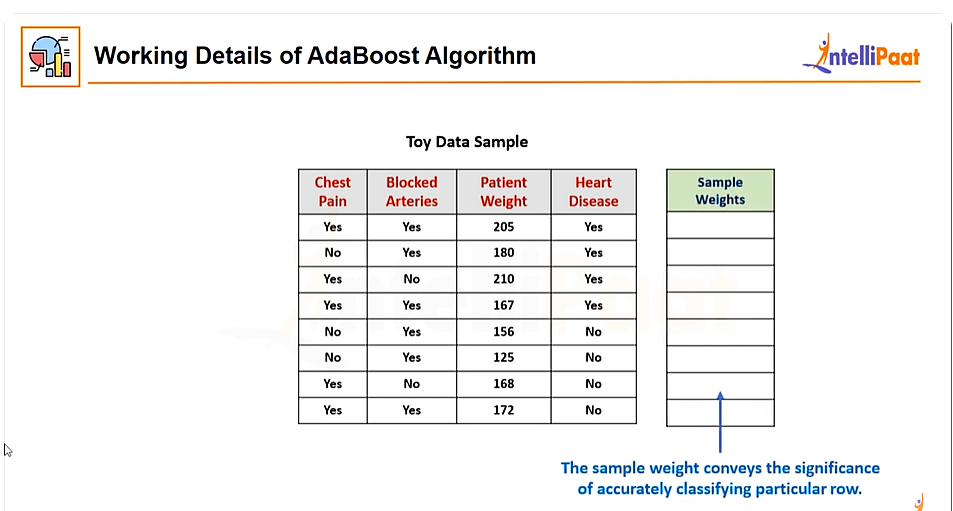 Working Details of AdaBoost Algorithm
IntelliPaat
Toy Data Sample
Chest Pain Blocked Arteries Patient Weight Heart Disease Sample Weights
Yes Yes 205 Yes
No Yes 180 Yes
Yes No 210 Yes
Yes Yes 167 Yes
No Yes 156 No
No Yes 125 No
Yes No 168 No
Yes Yes 172 No
The sample weight conveys the significance
of accurately classifying particular row.